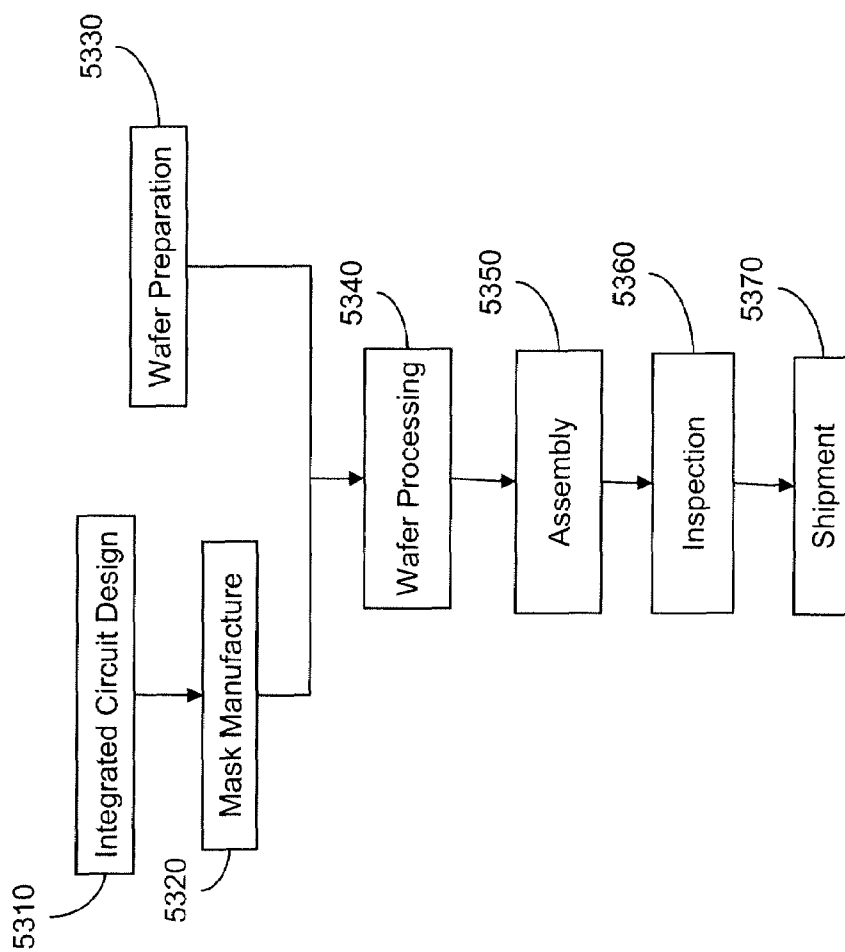 5310
Integrated Circuit Design
5320
Mask Manufacture
5330
Wafer Preparation
5340
Wafer Processing
5350
Assembly
5360
Inspection
5370
Shipment